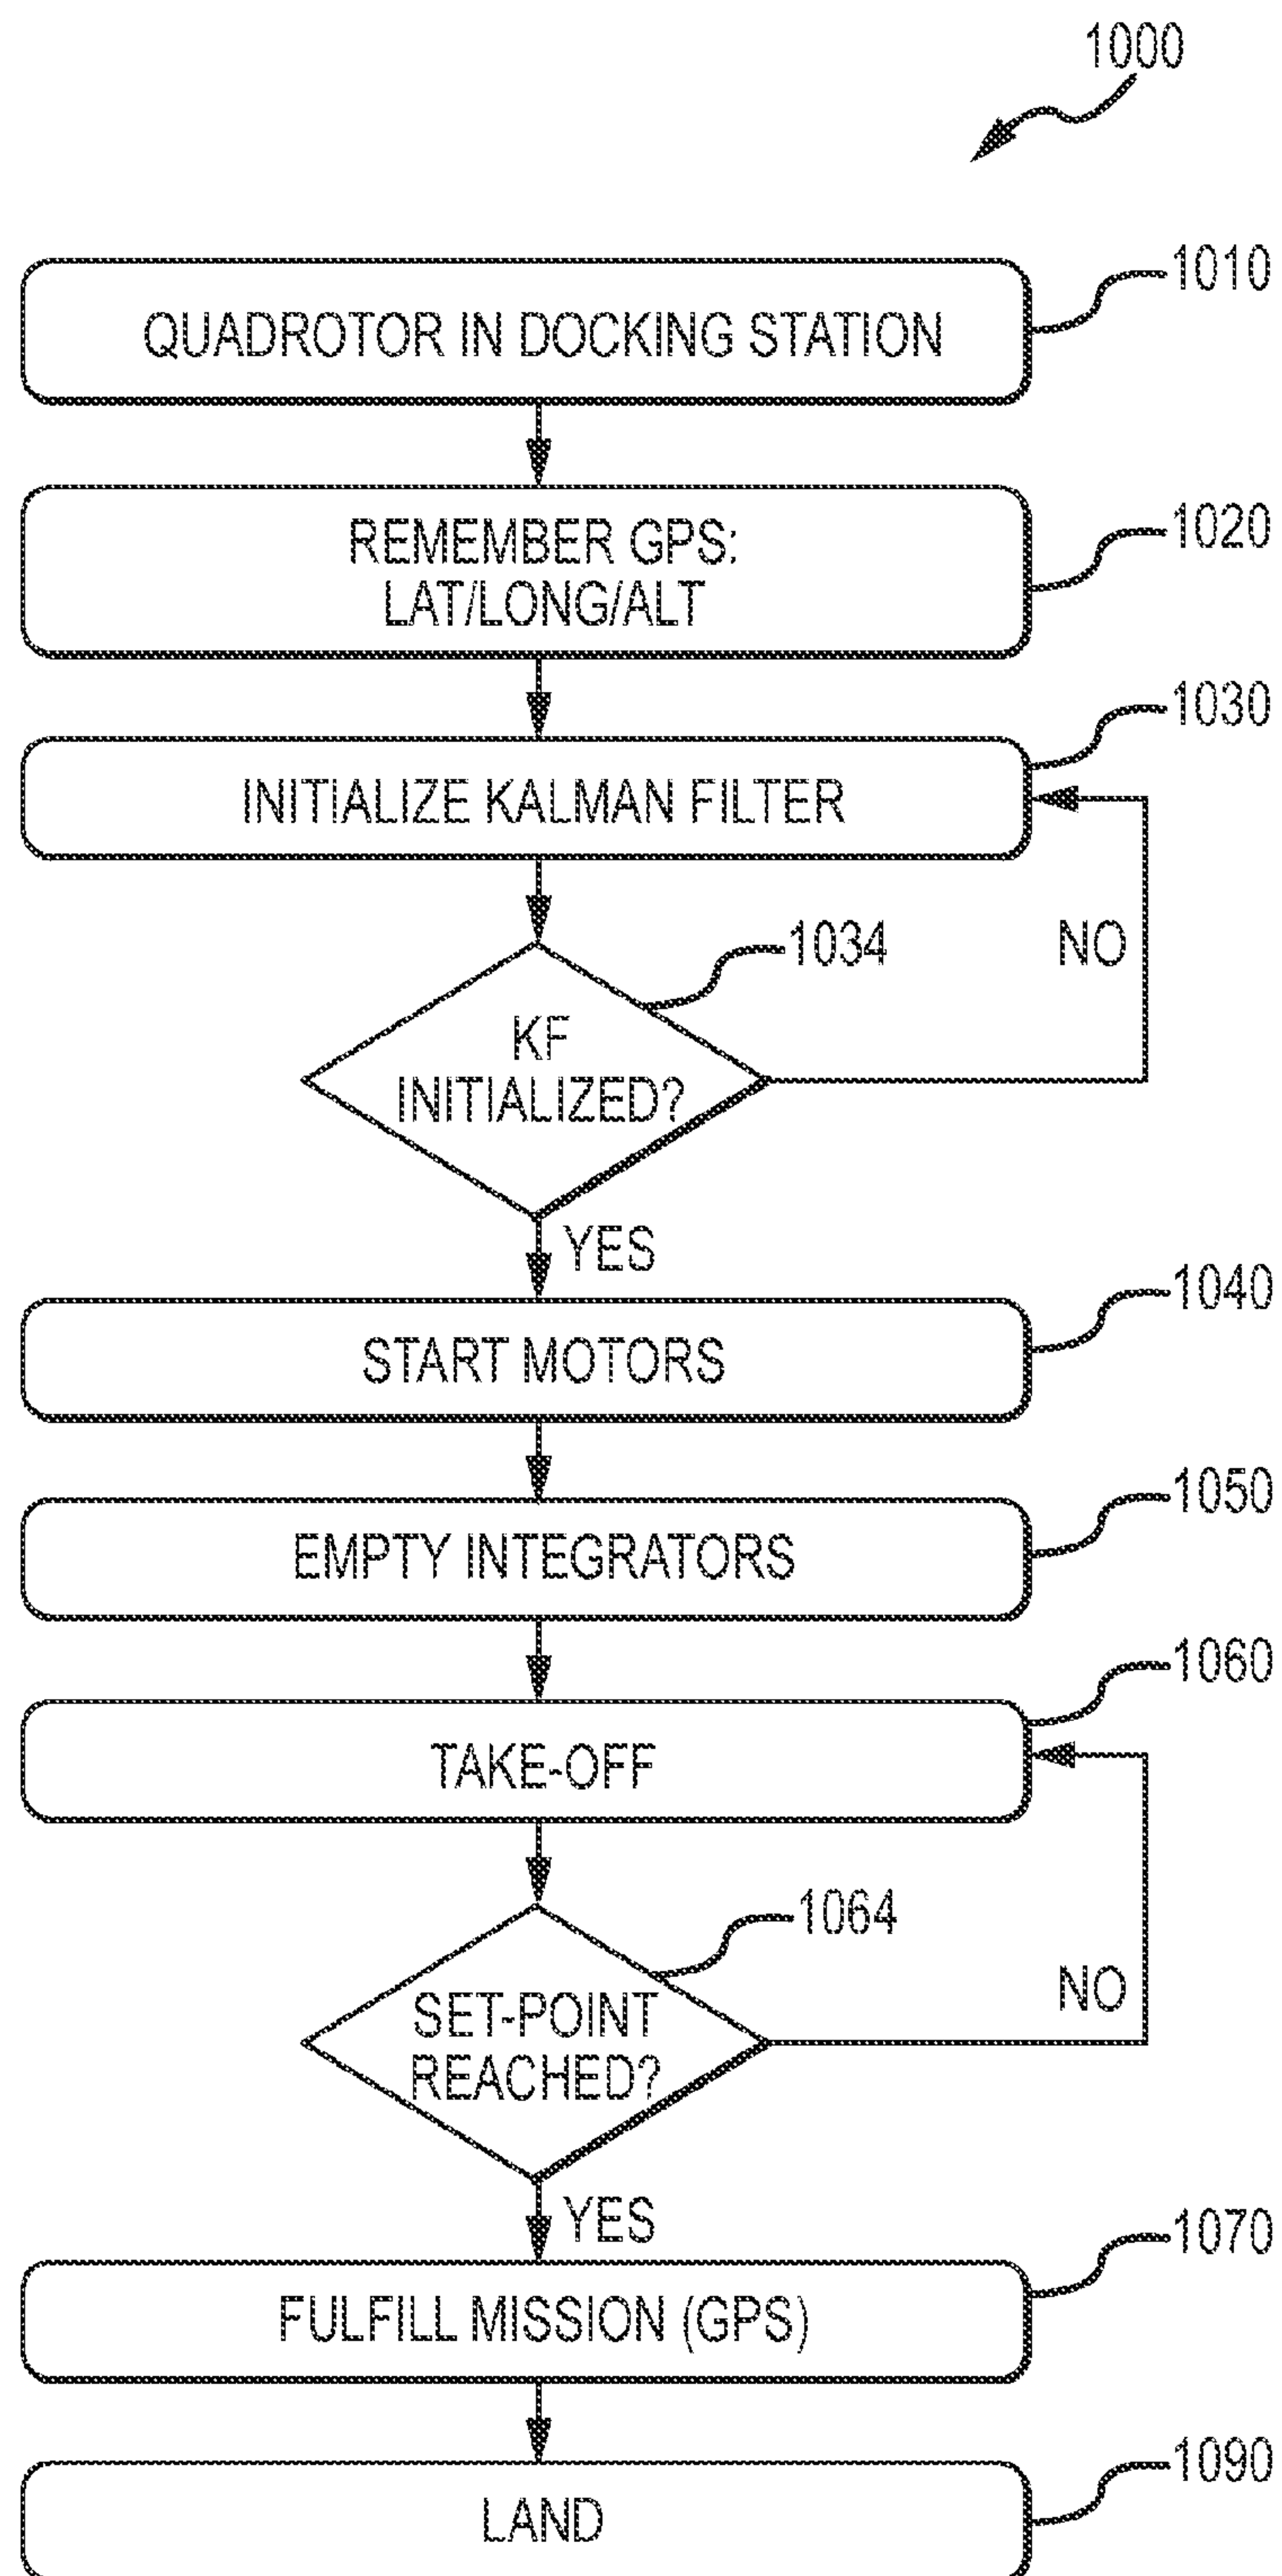 1000
QUADROTOR IN DOCKING STATION
1010
REMEMBER GPS:
LAT/LONG/ALT
1020
INITIALIZE KALMAN FILTER
1030
KF
INITIALIZED?
1034
NO
YES
START MOTORS
1040
EMPTY INTEGRATORS
1050
TAKE-OFF
1060
SET-POINT
REACHED?
1064
NO
YES
FULFILL MISSION (GPS)
1070
LAND
1090